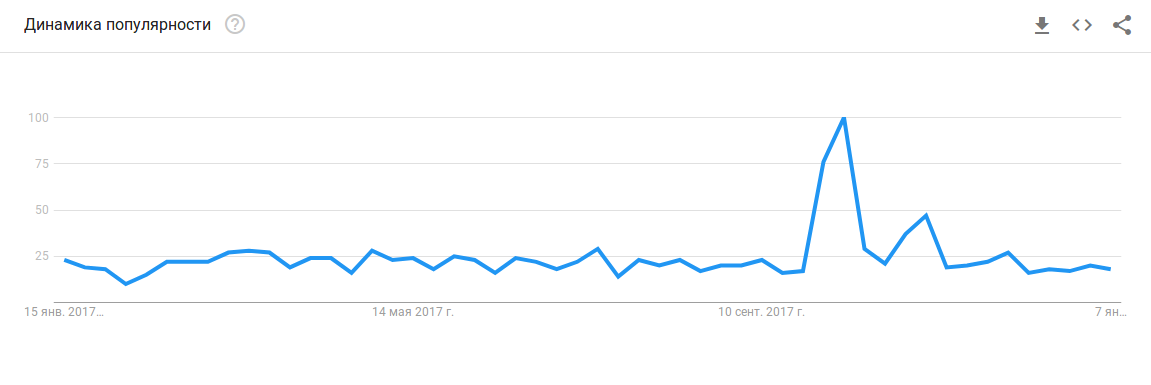 Динамика популярности ?
100
75
50
25
15 янв. 2017…
14 мая 2017 г.
10 сент. 2017 г.
7 ян…